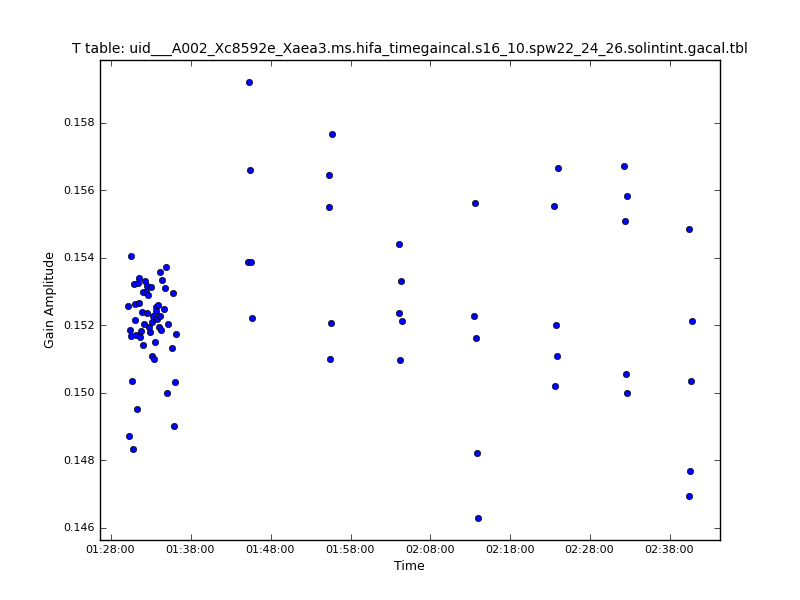 T table: uid___A002_Xc8592e_Xaea3.ms.hifa_timegaincal.s16_10.spw22_24_26.solintint.gacal.tbl
0.158
0.156
0.154
0.152
0.150
0.148
0.146
Gain Amplitude
01:28:00 01:38:00 01:48:00 01:58:00 02:08:00 02:18:00 02:28:00 02:38:00
Time